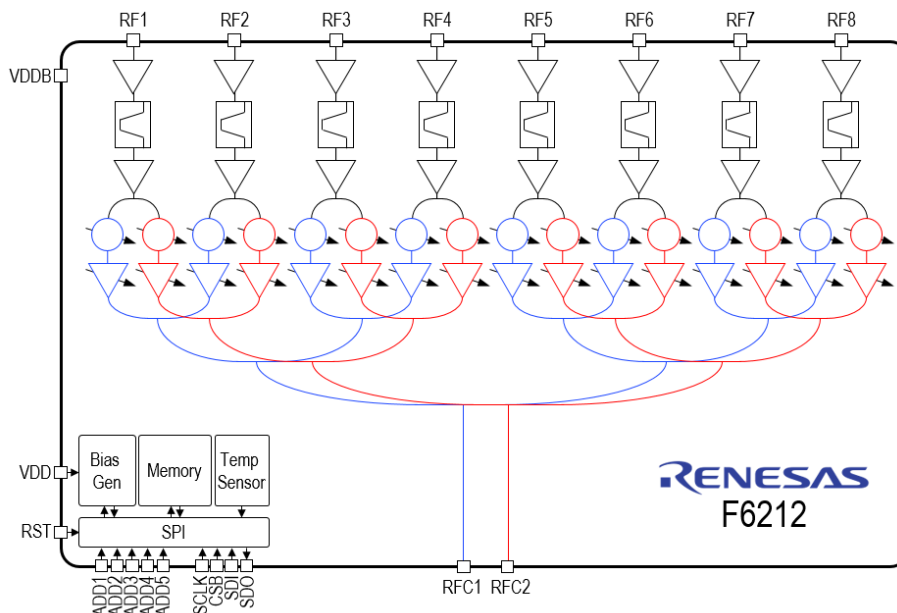 RF1 RF2 RF3 RF4 RF5 RF6 RF7 RF8
VDDB
VDD
Bias
Gen
Memory
Temp
Sensor
RENESAS
F6212
RST
SPI
ADD1
ADD2
ADD3
ADD4
ADD5
SCLK
CSB
SDI
SDO
RFC1 RFC2